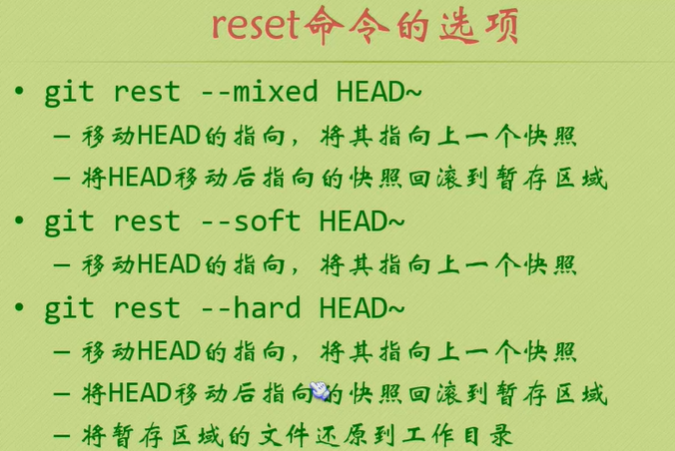 reset命令的选项
• git rest --mixed HEAD~
– 移动HEAD的指向，将其指向上一个快照
– 将HEAD移动后指向的快照回滚到暂存区域
• git rest --soft HEAD~
– 移动HEAD的指向，将其指向上一个快照
• git rest --hard HEAD~
– 移动HEAD的指向，将其指向上一个快照
– 将HEAD移动后指向的快照回滚到暂存区域
– 将暂存区域的文件还原到工作目录